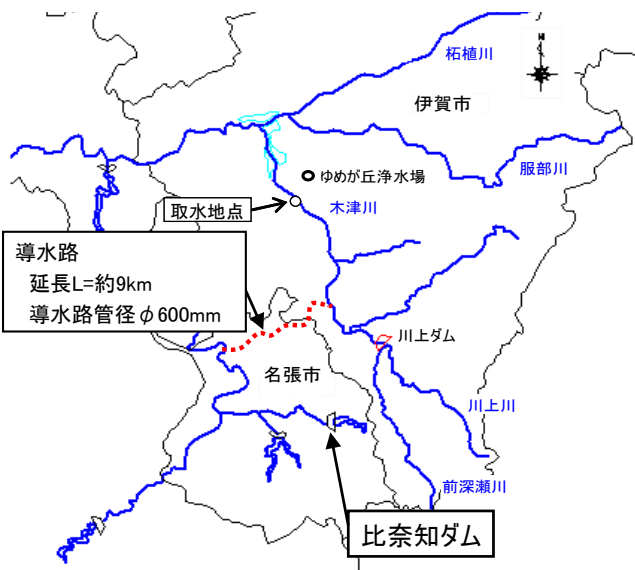 柘植川
伊賀市
服部川
ゆめが丘浄水場
取水地点
木津川
導水路
延長L=約9km
導水路管径φ600mm
川上ダム
名張市
川上川
前深瀬川
比奈知ダム